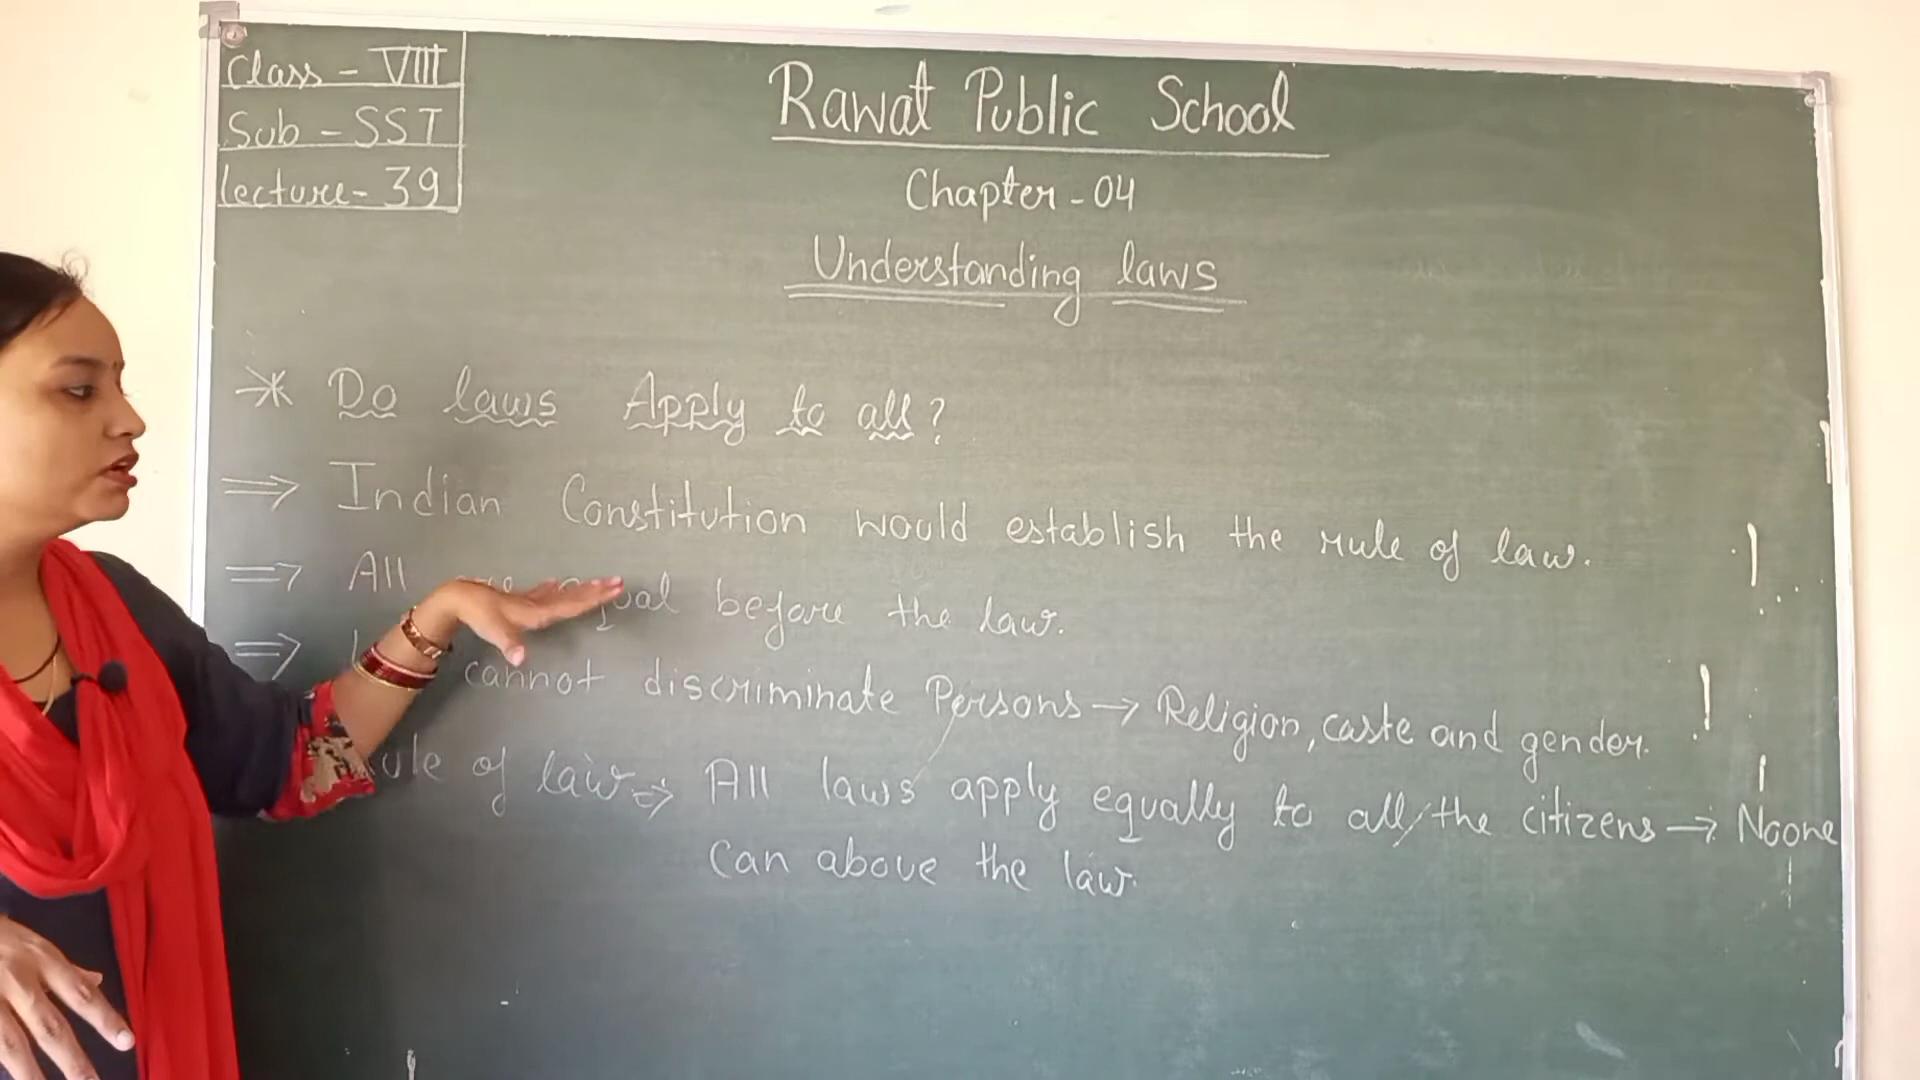 Class - VIII
Sub - SST
lecture - 39
Rawat Public School
Chapter - 04
Understanding laws
* Do laws Apply to all?
⇒ Indian Constitution would establish the rule of law.
⇒ All equal before the law.
⇒ cannot discriminate Persons → Religion, caste and gender.
rule of law ⇒ All laws apply equally to all the citizens → Noone
Can above the law.